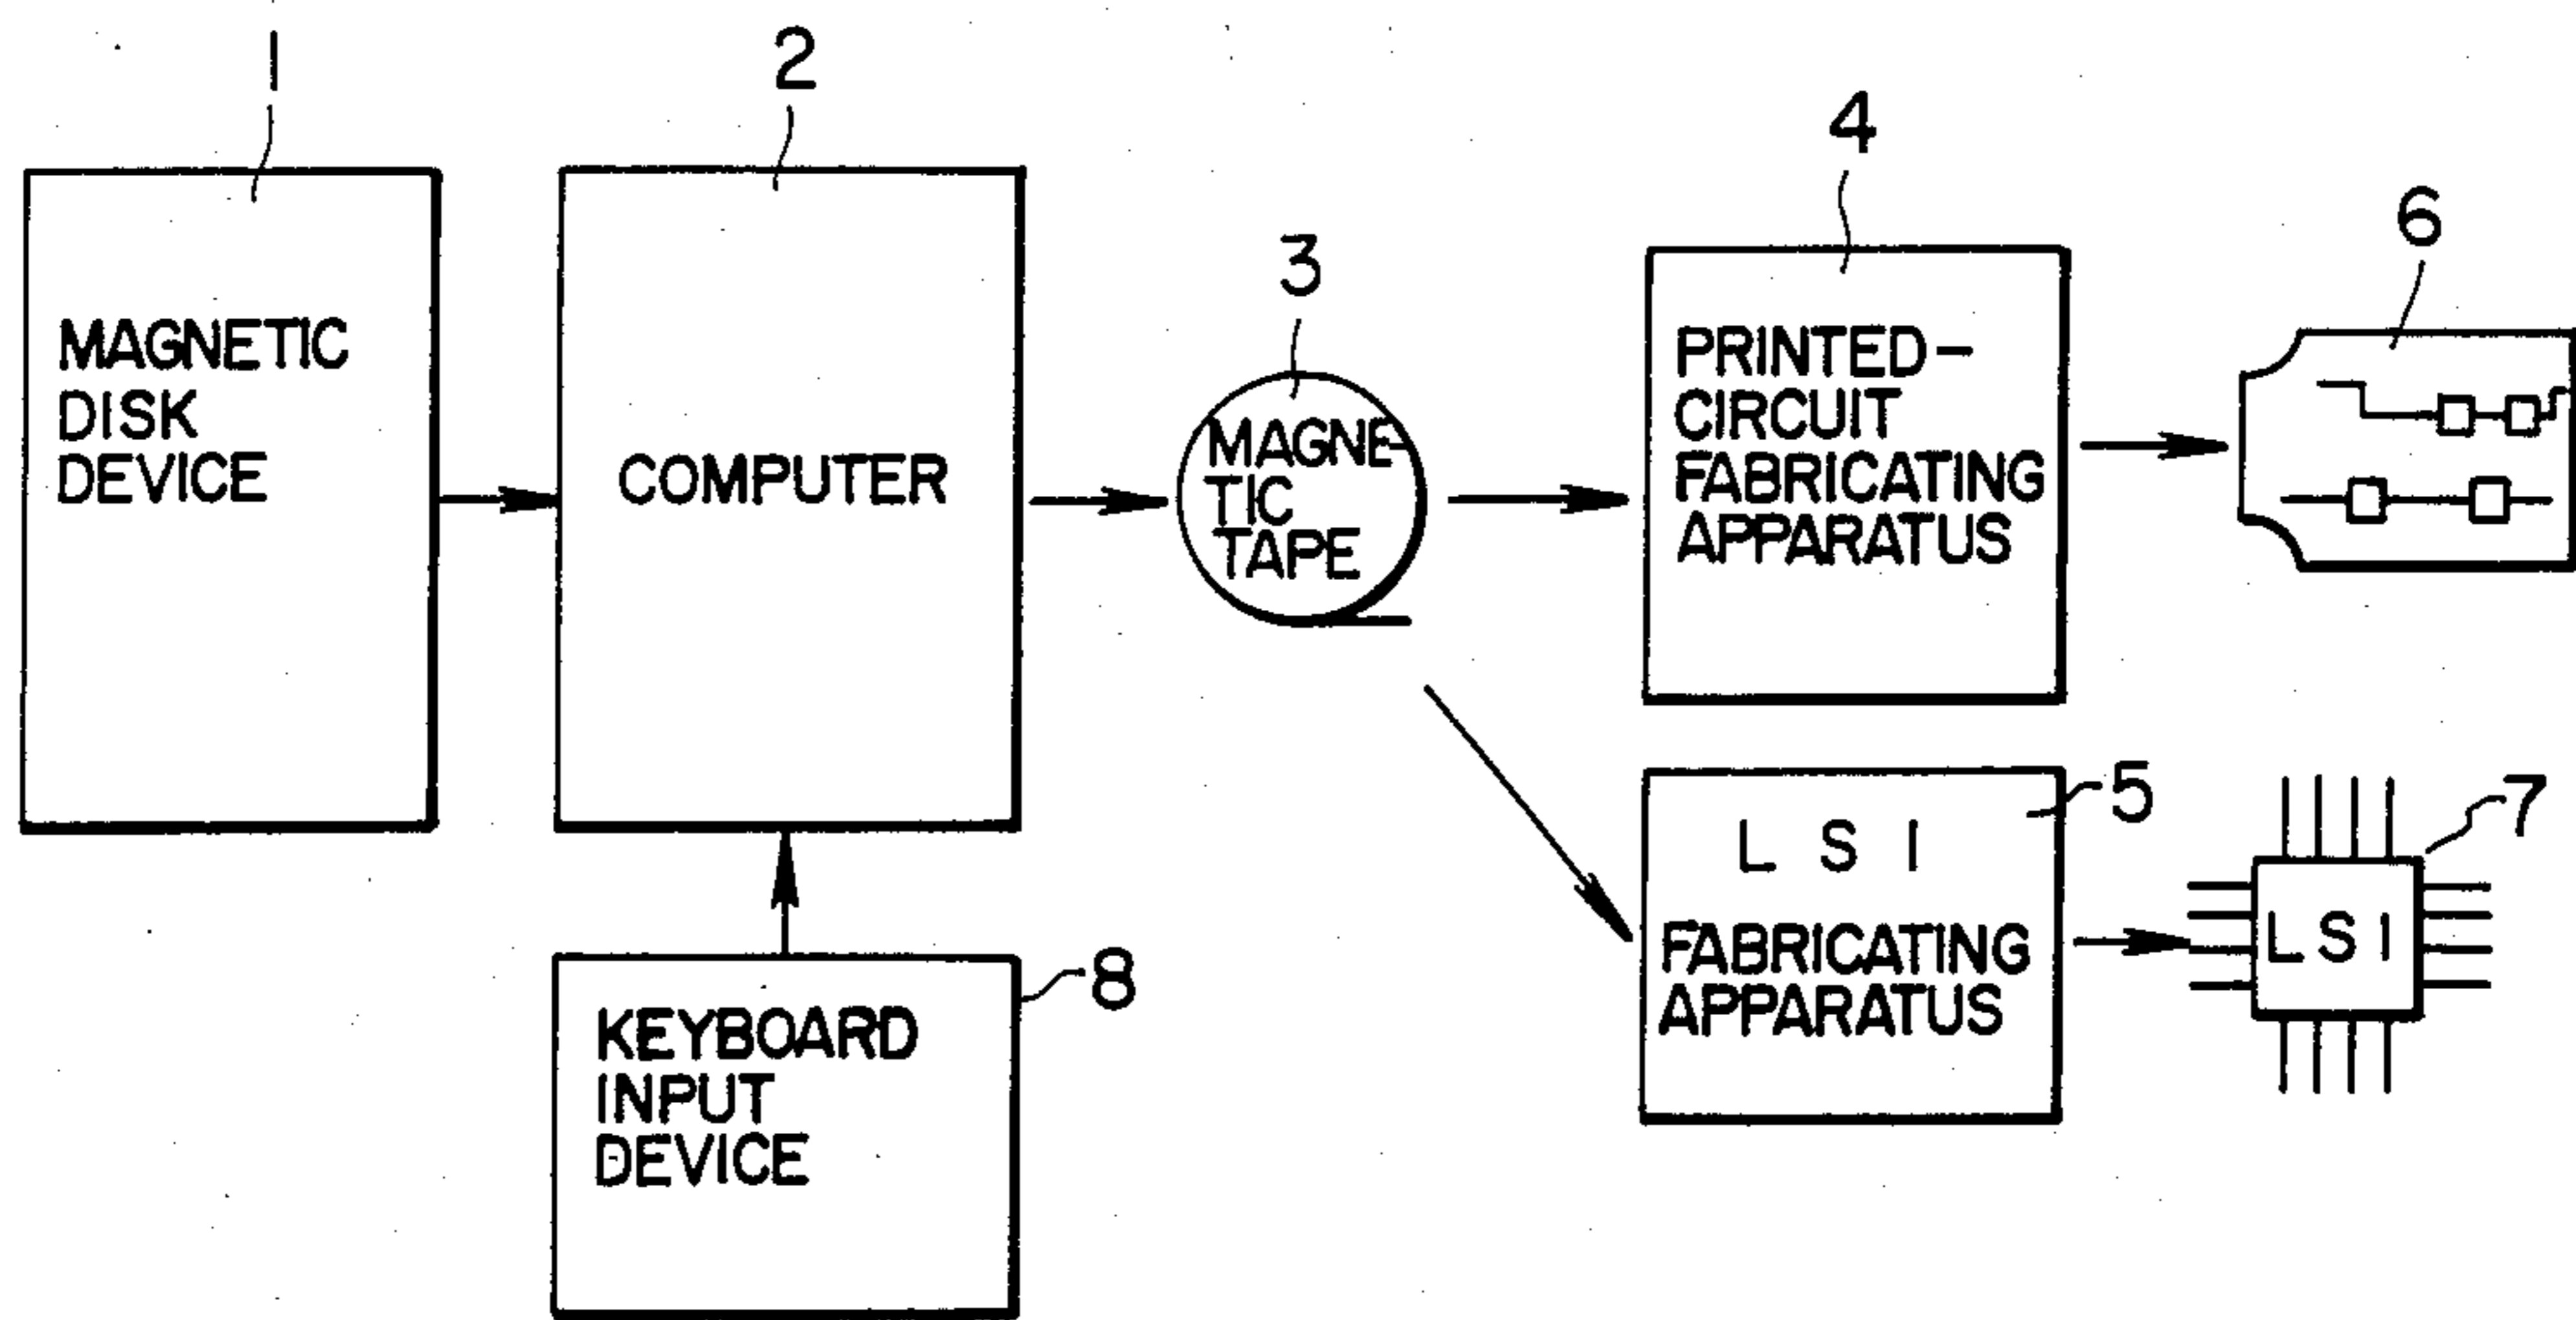 1
2
3
4
6
MAGNETIC
DISK
DEVICE
COMPUTER
MAGNE-
TIC
TAPE
PRINTED-
CIRCUIT
FABRICATING
APPARATUS
5
L S I
FABRICATING
APPARATUS
7
LSI
8
KEYBOARD
INPUT
DEVICE